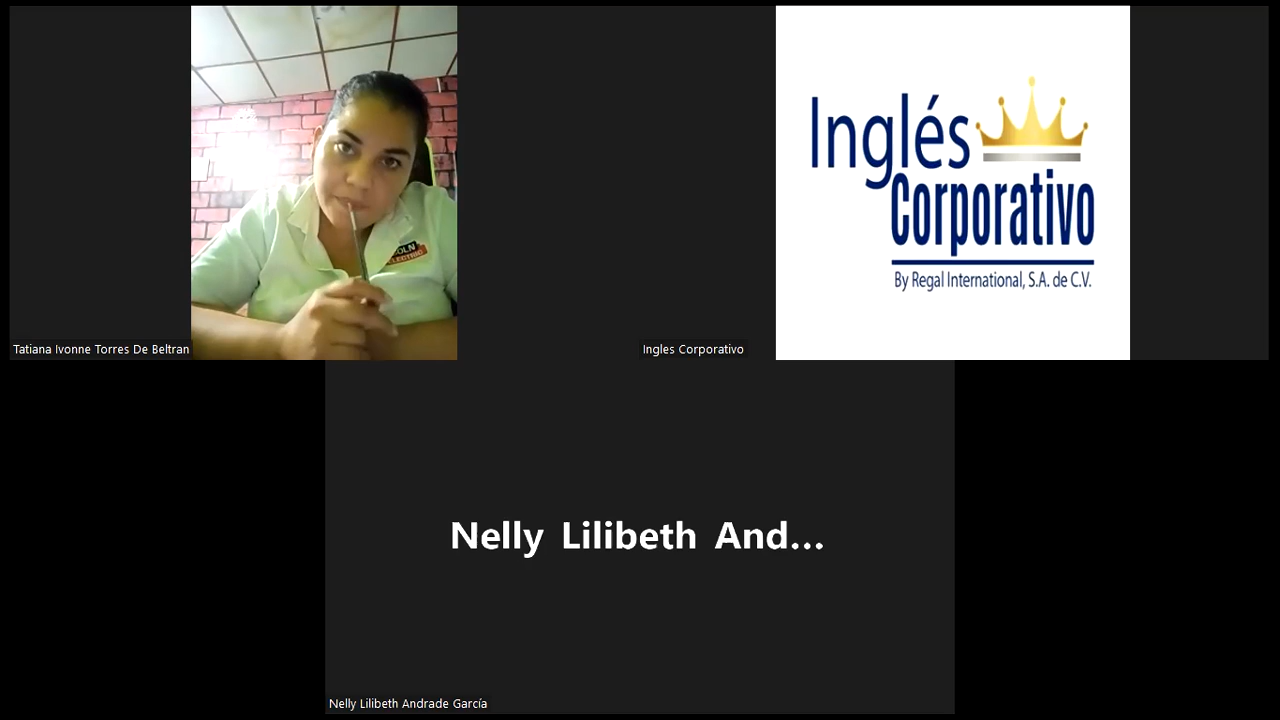 Inglés
Corporativo
By Regal International, S.A. de C.V.
ELECTRIC
Tatiana Ivonne Torres De Beltran
Ingles Corporativo
Nelly Lilibeth And...
Nelly Lilibeth Andrade García